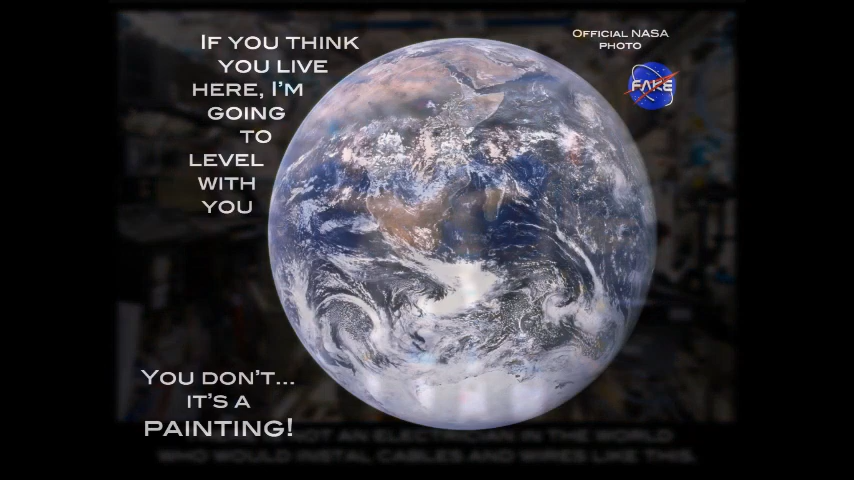 If you think
you live
here, I'm
going
to
level
with
you
Official NASA
photo
FAKE
You don't...
it's a
painting!
NOT AN ELECTRICIAN IN THE WORLD
WHO WOULD INSTAL CABLES AND WIRES LIKE THIS.